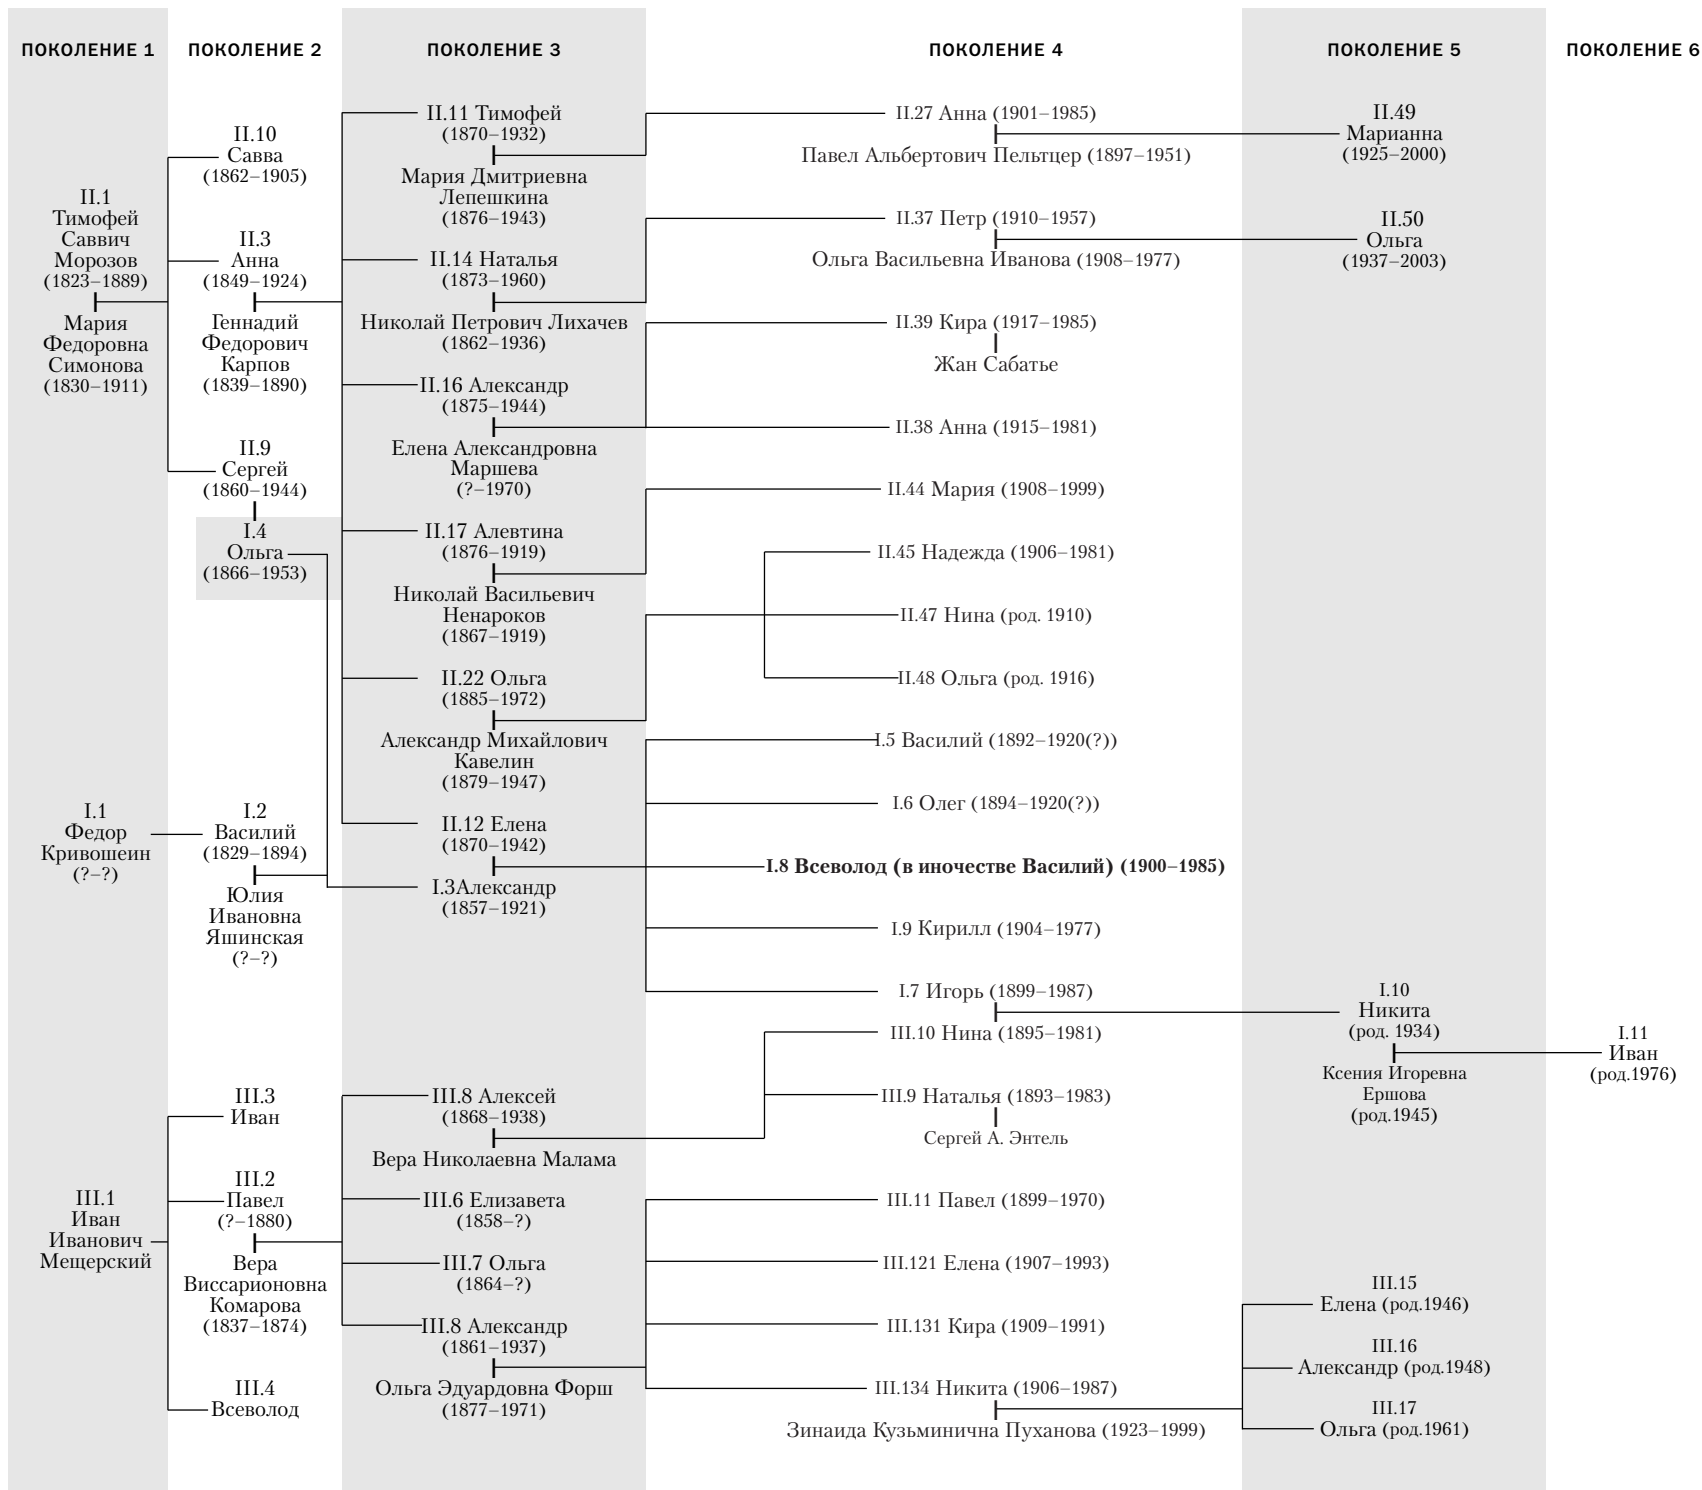 ПОКОЛЕНИЕ 1
ПОКОЛЕНИЕ 2
ПОКОЛЕНИЕ 3
ПОКОЛЕНИЕ 4
ПОКОЛЕНИЕ 5
ПОКОЛЕНИЕ 6
II.1
Тимофей
Саввич
Морозов
(1823–1889)
Мария
Федоровна
Симонова
(1830–1911)
I.1
Федор
Кривошеин
(?–?)
III.1
Иван
Иванович
Мещерский
II.10
Савва
(1862–1905)
II.3
Анна
(1849–1924)
Геннадий
Федорович
Карпов
(1839–1890)
II.9
Сергей
(1860–1944)
I.4
Ольга
(1866–1953)
I.2
Василий
(1829–1894)
Юлия
Ивановна
Яшинская
(?–?)
III.3
Иван
III.2
Павел
(?–1880)
Вера
Виссарионовна
Комарова
(1837–1874)
III.4
Всеволод
II.11 Тимофей
(1870–1932)
Мария Дмитриевна
Лепешкина
(1876–1943)
II.14 Наталья
(1873–1960)
Николай Петрович Лихачев
(1862–1936)
II.16 Александр
(1875–1944)
Елена Александровна
Маршева
(?–1970)
II.17 Алевтина
(1876–1919)
Николай Васильевич
Ненароков
(1867–1919)
II.22 Ольга
(1885–1972)
Александр Михайлович
Кавелин
(1879–1947)
II.12 Елена
(1870–1942)
I.3Александр
(1857–1921)
III.8 Алексей
(1868–1938)
Вера Николаевна Малама
III.6 Елизавета
(1858–?)
III.7 Ольга
(1864–?)
III.8 Александр
(1861–1937)
Ольга Эдуардовна Форш
(1877–1971)
II.27 Анна (1901–1985)
Павел Альбертович Пельтцер (1897–1951)
II.37 Петр (1910–1957)
Ольга Васильевна Иванова (1908–1977)
II.39 Кира (1917–1985)
Жан Сабатье
II.38 Анна (1915–1981)
II.44 Мария (1908–1999)
II.45 Надежда (1906–1981)
II.47 Нина (род. 1910)
II.48 Ольга (род. 1916)
I.5 Василий (1892–1920(?))
I.6 Олег (1894–1920(?))
I.8 Всеволод (в иночестве Василий) (1900–1985)
I.9 Кирилл (1904–1977)
I.7 Игорь (1899–1987)
III.10 Нина (1895–1981)
III.9 Наталья (1893–1983)
Сергей А. Энтель
III.11 Павел (1899–1970)
III.121 Елена (1907–1993)
III.131 Кира (1909–1991)
III.134 Никита (1906–1987)
Зинаида Кузьминична Пуханова (1923–1999)
II.49
Марианна
(1925–2000)
II.50
Ольга
(1937–2003)
I.10
Никита
(род. 1934)
Ксения Игоревна
Ершова
(род.1945)
III.15
Елена (род.1946)
III.16
Александр (род.1948)
III.17
Ольга (род.1961)
I.11
Иван
(род.1976)